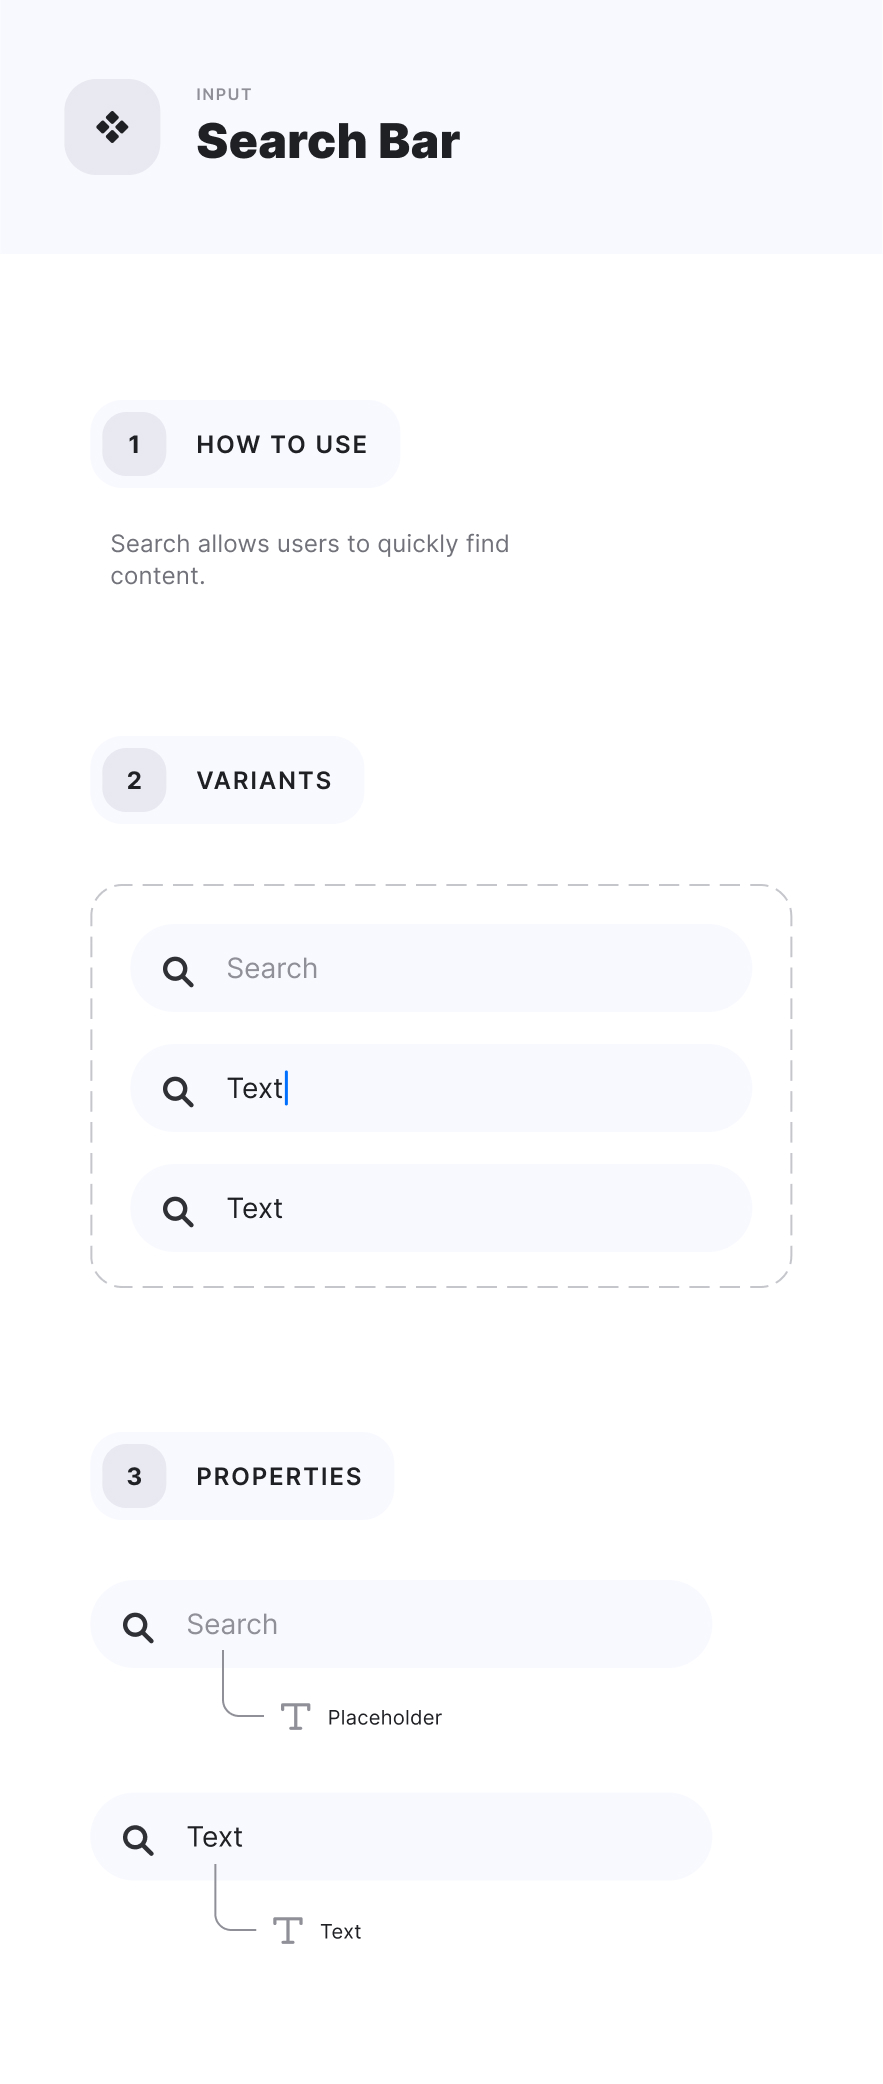 INPUT
Search Bar
1 HOW TO USE
Search allows users to quickly find
content.
2 VARIANTS
Search
Text
Text
3 PROPERTIES
Search
Placeholder
Text
Text